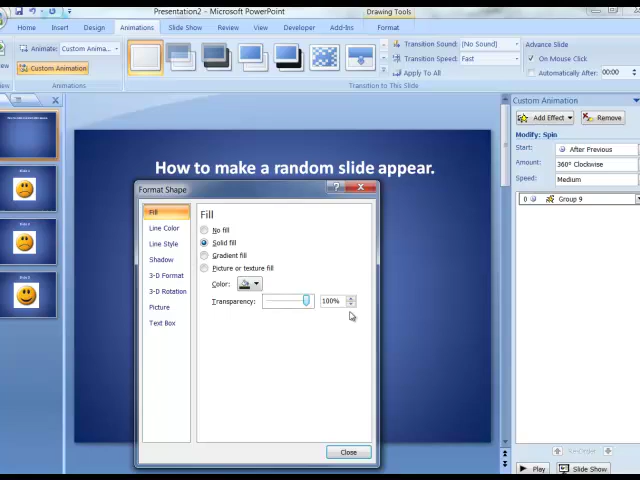 Presentation2 - Microsoft PowerPoint
Drawing Tools
Home Insert Design Animations Slide Show Review View Developer Add-Ins Format
Animate: Custom Anima...
Custom Animation
Animations
Transition Sound: [No Sound]
Transition Speed: Fast
Apply To All
Transition to This Slide
Advance Slide
On Mouse Click
Automatically After: 00:00
How to make a random slide appear.
Format Shape
Fill
Line Color
Line Style
Shadow
3-D Format
3-D Rotation
Picture
Text Box
Fill
No fill
Solid fill
Gradient fill
Picture or texture fill
Color:
Transparency: 100%
Close
Custom Animation
Add Effect Remove
Modify: Spin
Start: After Previous
Amount: 360° Clockwise
Speed: Medium
0 Group 9
Re-Order
Play Slide Show